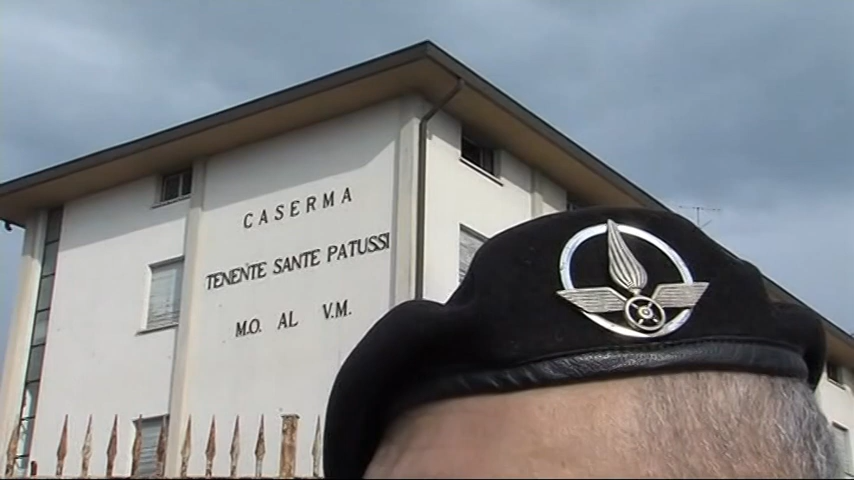 CASERMA
TENENTE SANTE PATUSSI
M.O. AL V.M.